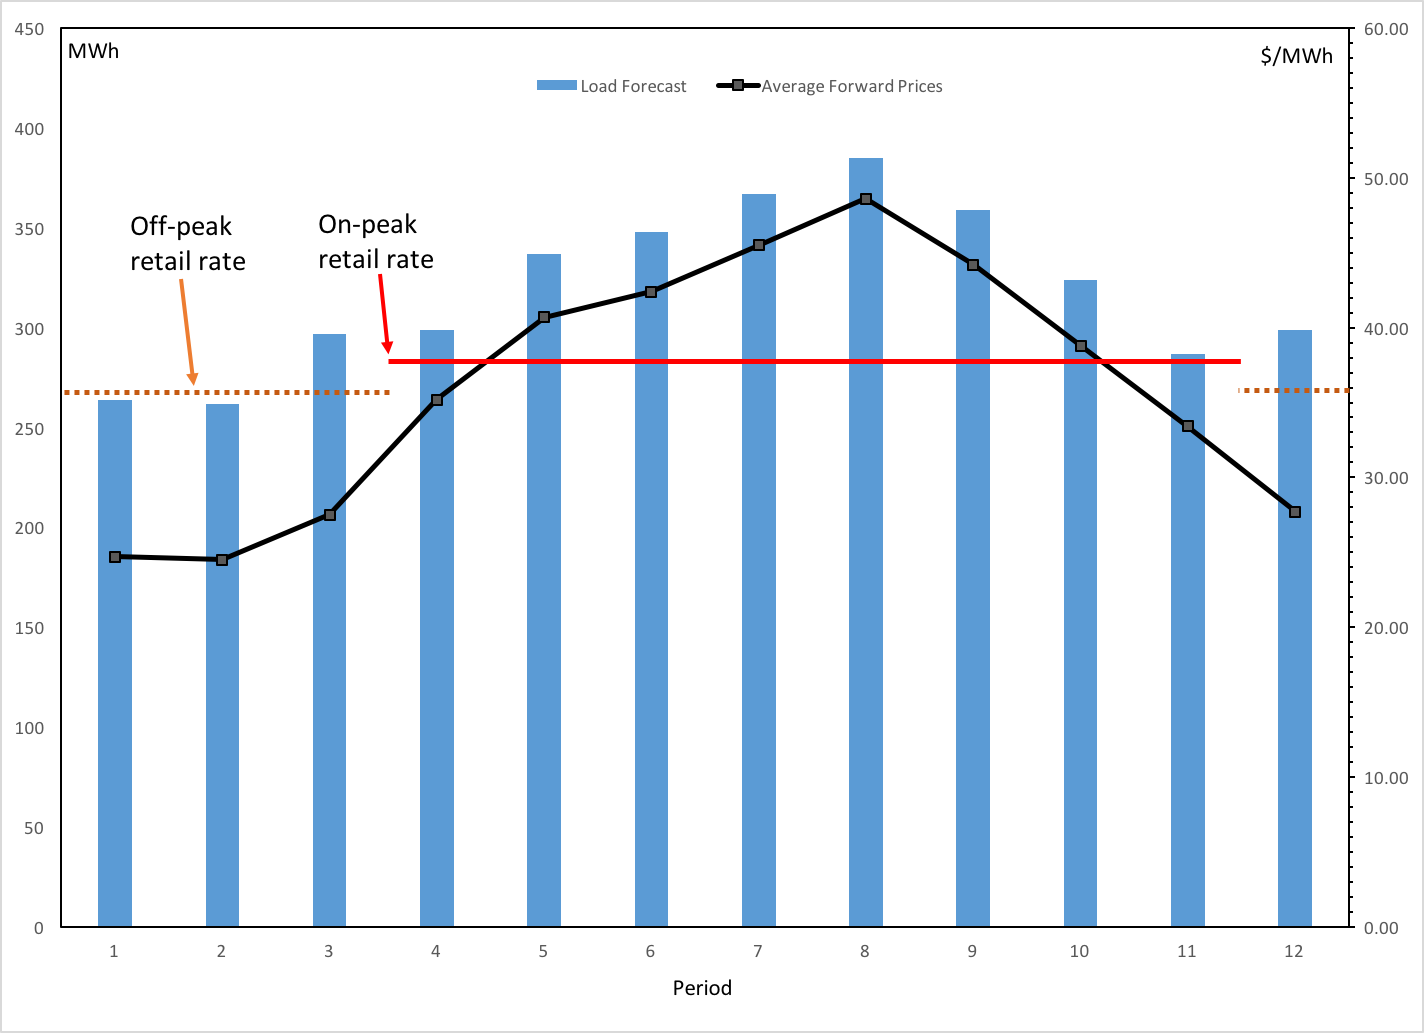 MWh
$/MWh
Load Forecast
Average Forward Prices
Off-peak
retail rate
On-peak
retail rate
450
400
350
300
250
200
150
100
50
0
60.00
50.00
40.00
30.00
20.00
10.00
0.00
1 2 3 4 5 6 7 8 9 10 11 12
Period